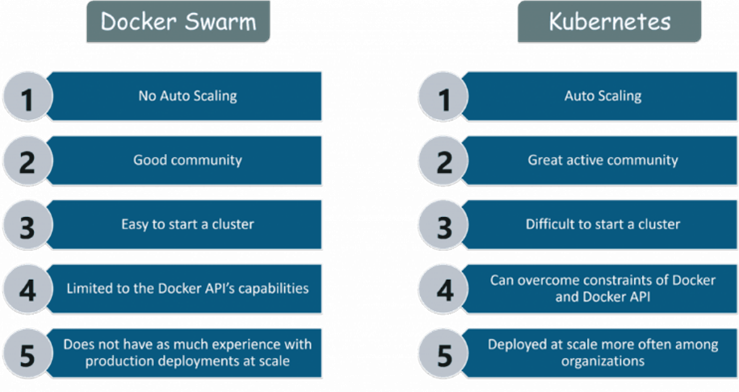 Docker Swarm
1
No Auto Scaling
2
Good community
3
Easy to start a cluster
4
Limited to the Docker API's capabilities
5
Does not have as much experience with
production deployments at scale
Kubernetes
1
Auto Scaling
2
Great active community
3
Difficult to start a cluster
4
Can overcome constraints of Docker
and Docker API
5
Deployed at scale more often among
organizations